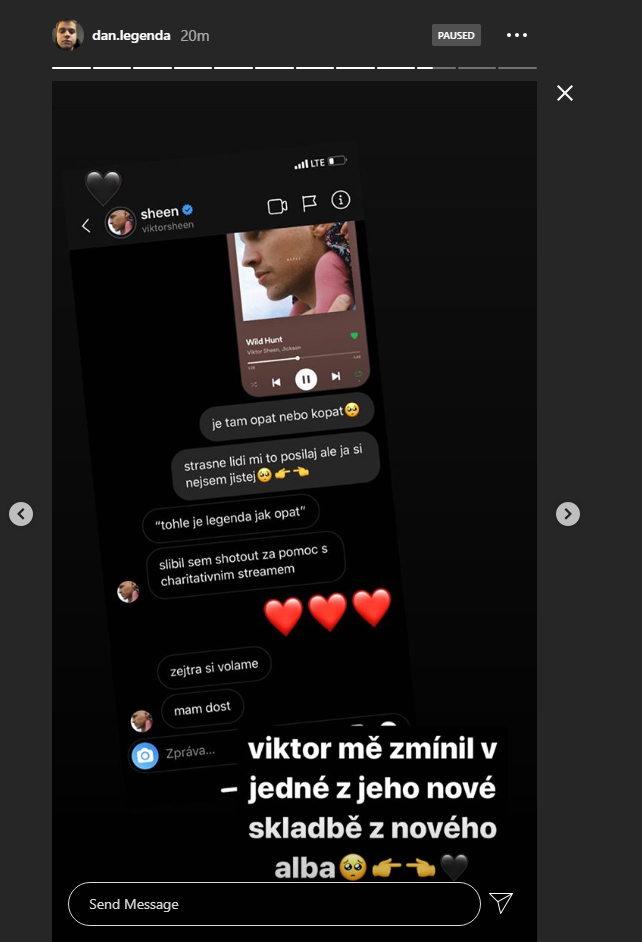 dan.legenda 20m
PAUSED
LTE
sheen
viktorsheen
Wild Hunt
Viktor Sheen, Jickson
je tam opat nebo kopat🥺
strasne lidi mi to posilaj ale ja si
nejsem jistej🥺👉👈
“tohle je legenda jak opat”
slibil sem shotout za pomoc s
charitativnim streamem
❤️❤️❤️
zejtra si volame
mam dost
Zpráva...
viktor mě zmínil v
jedné z jeho nové
skladbě z nového
alba🥺👉👈🖤
Send Message